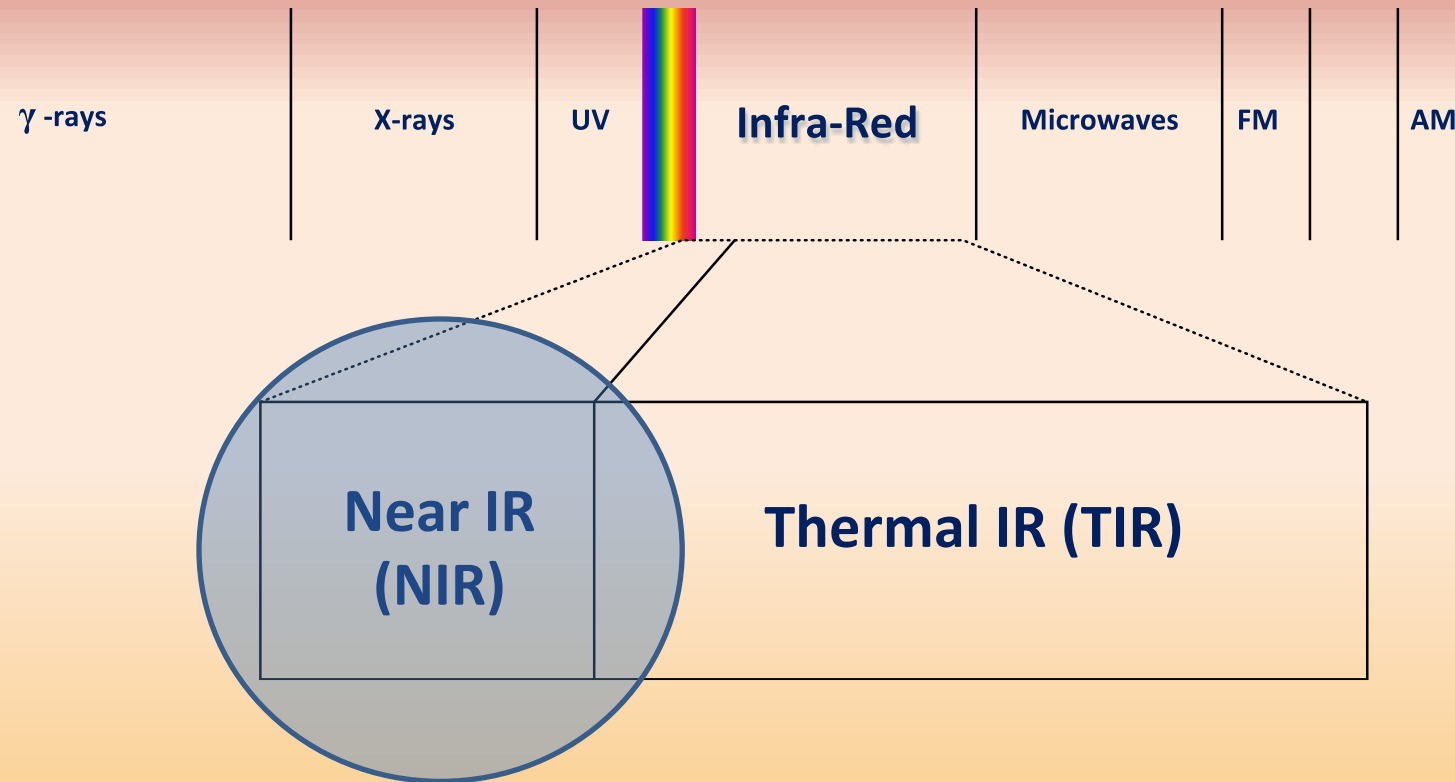 γ -rays
X-rays
UV
Infra-Red
Microwaves
FM
AM
Near IR
(NIR)
Thermal IR (TIR)